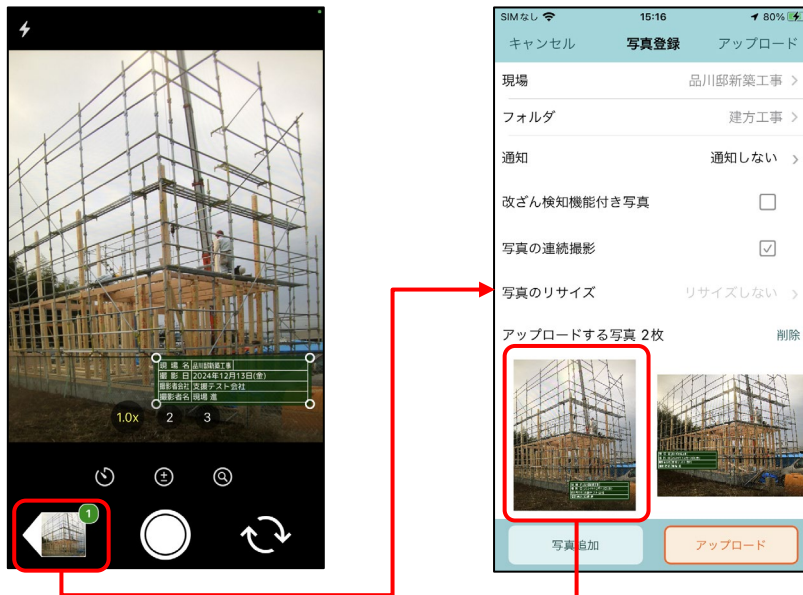 現場名 品川邸新築工事
撮影日 2024年12月13日(金)
撮影者会社 支援テスト会社
撮影者名 現場 進
1.0x 2 3
1
SIMなし 15:16 80%
キャンセル 写真登録 アップロード
現場 品川邸新築工事
フォルダ 建方工事
通知 通知しない
改ざん検知機能付き写真
写真の連続撮影
写真のリサイズ リサイズしない
アップロードする写真 2枚 削除
写真追加 アップロード